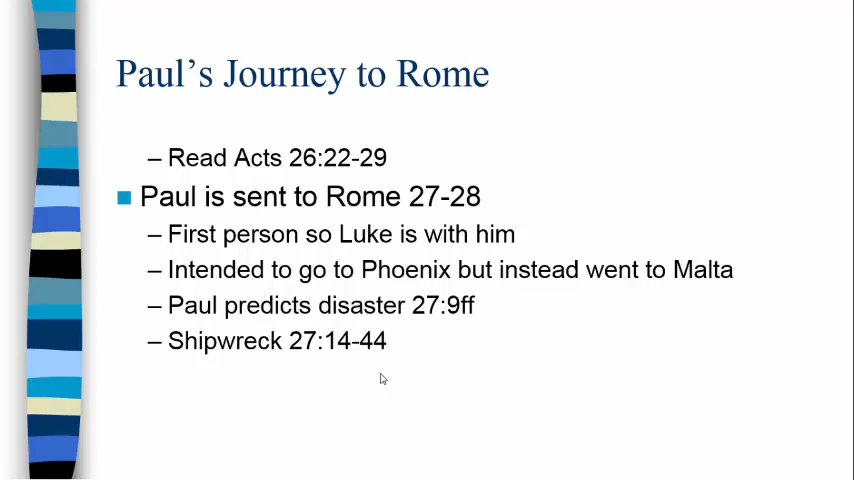 Paul's Journey to Rome
– Read Acts 26:22-29
Paul is sent to Rome 27-28
– First person so Luke is with him
– Intended to go to Phoenix but instead went to Malta
– Paul predicts disaster 27:9ff
– Shipwreck 27:14-44